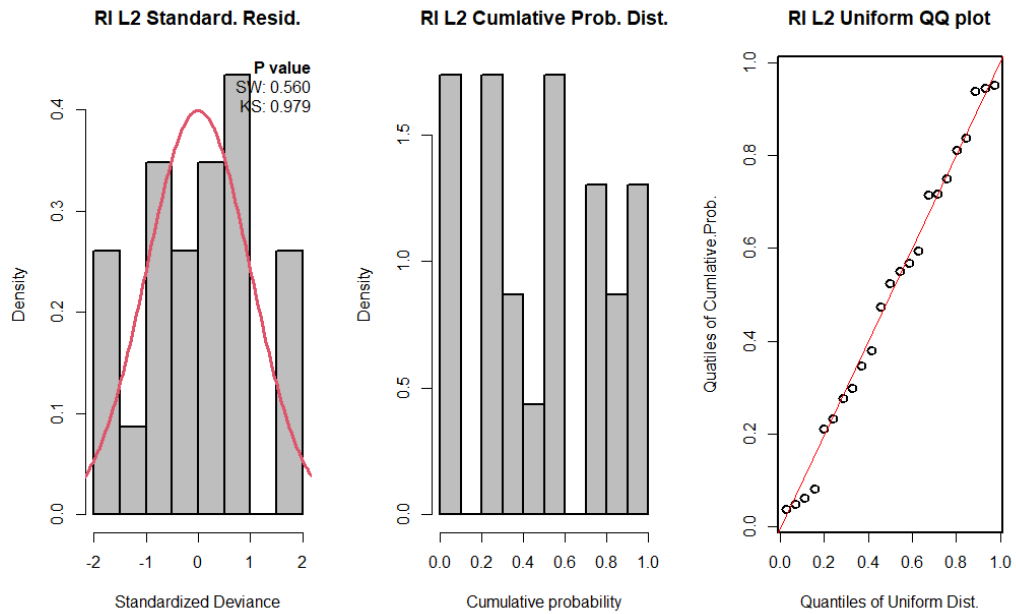 RI L2 Standard. Resid.
P value
SW: 0.560
KS: 0.979
Density
0.0
0.1
0.2
0.3
0.4
-2
-1
0
1
2
Standardized Deviance
RI L2 Cumlative Prob. Dist.
Density
0.0
0.5
1.0
1.5
0.0
0.2
0.4
0.6
0.8
1.0
Cumulative probability
RI L2 Uniform QQ plot
Quatiles of Cumlative.Prob.
0.0
0.2
0.4
0.6
0.8
1.0
0.0
0.2
0.4
0.6
0.8
1.0
Quantiles of Uniform Dist.